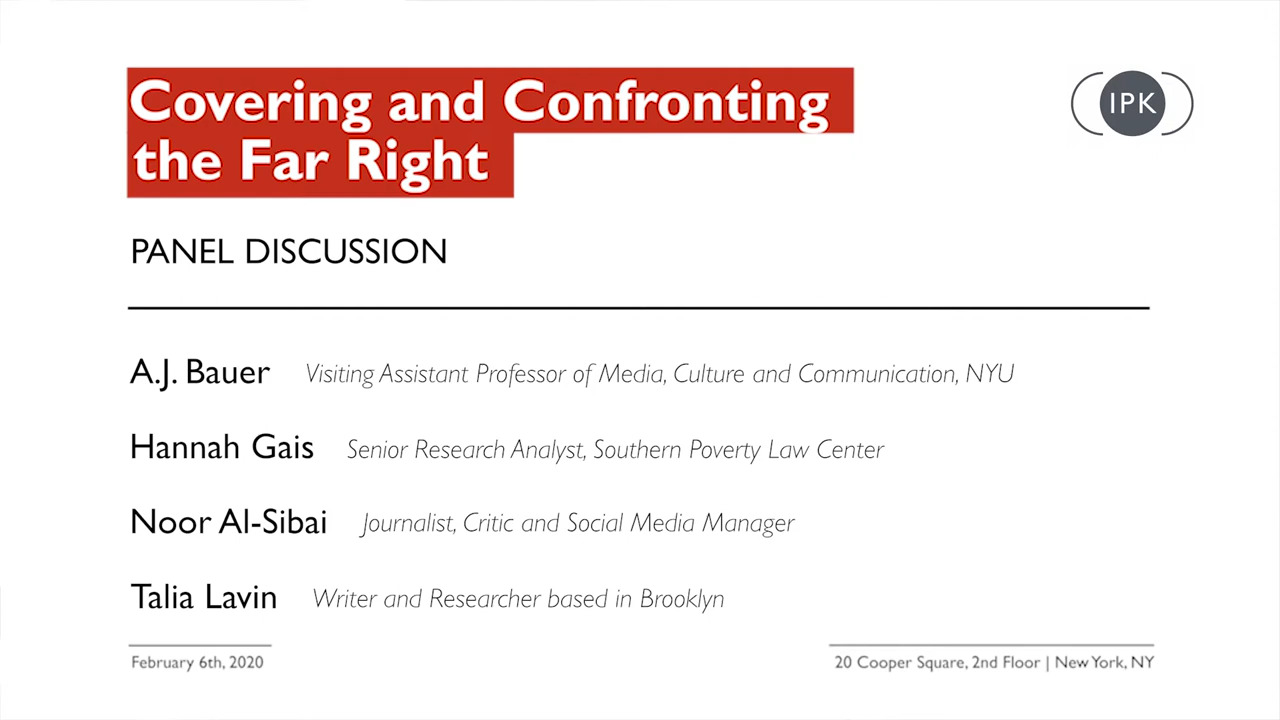 Covering and Confronting
the Far Right
IPK
PANEL DISCUSSION
A.J. Bauer Visiting Assistant Professor of Media, Culture and Communication, NYU
Hannah Gais Senior Research Analyst, Southern Poverty Law Center
Noor Al-Sibai Journalist, Critic and Social Media Manager
Talia Lavin Writer and Researcher based in Brooklyn
February 6th, 2020
20 Cooper Square, 2nd Floor | New York, NY